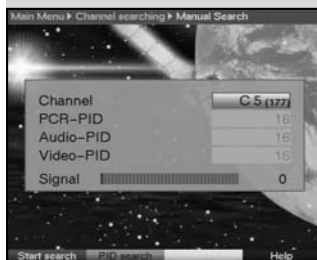 Main Menu ▸ Channel searching ▸ Manual Search
Channel C 5 (177)
PCR-PID 16
Audio-PID 16
Video-PID 16
Signal 0
Start search PID search Help